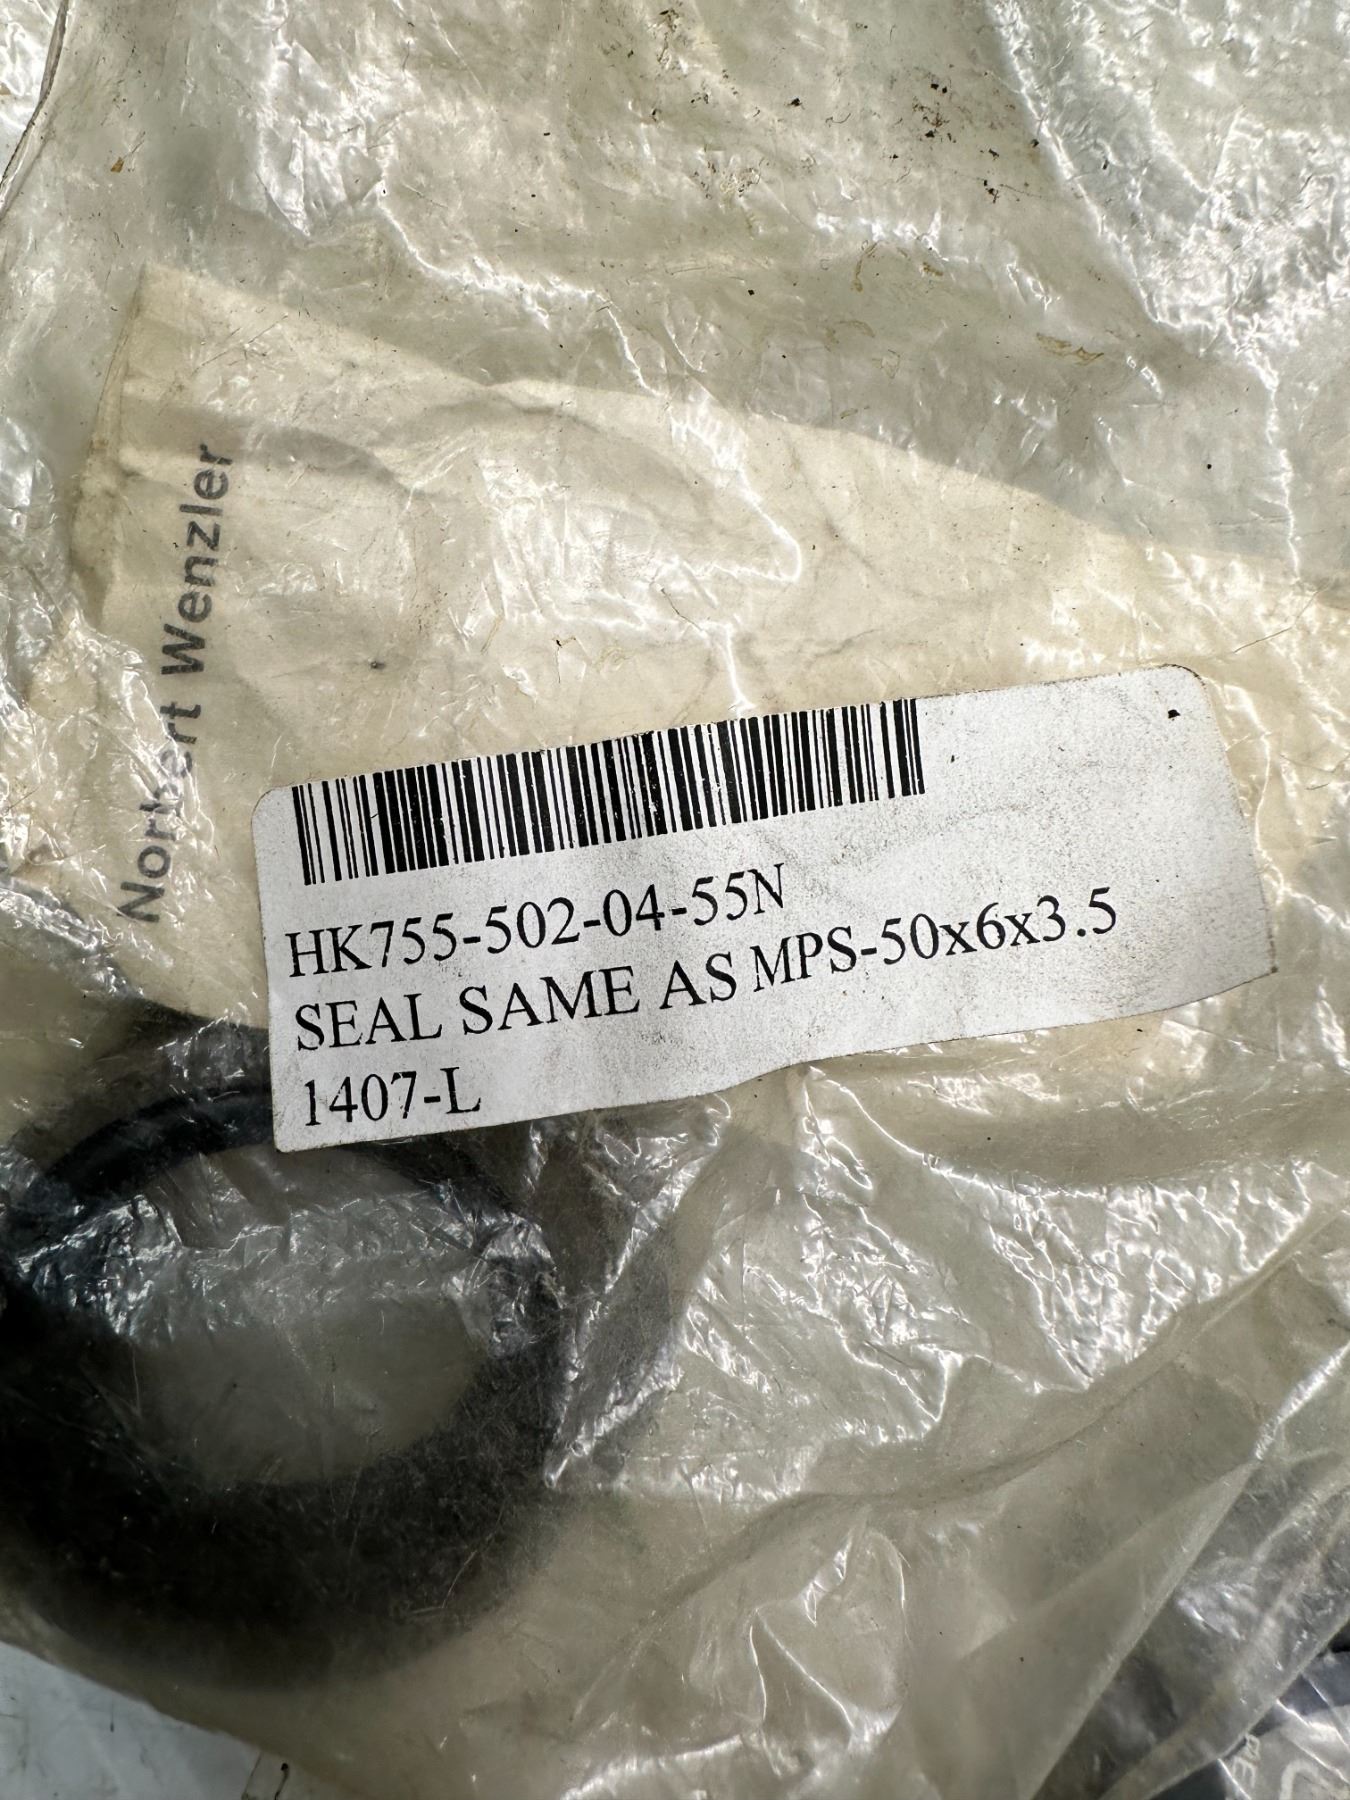 Norbert Wenzler
HK755-502-04-55N
SEAL SAME AS MPS-50x6x3.5
1407-L